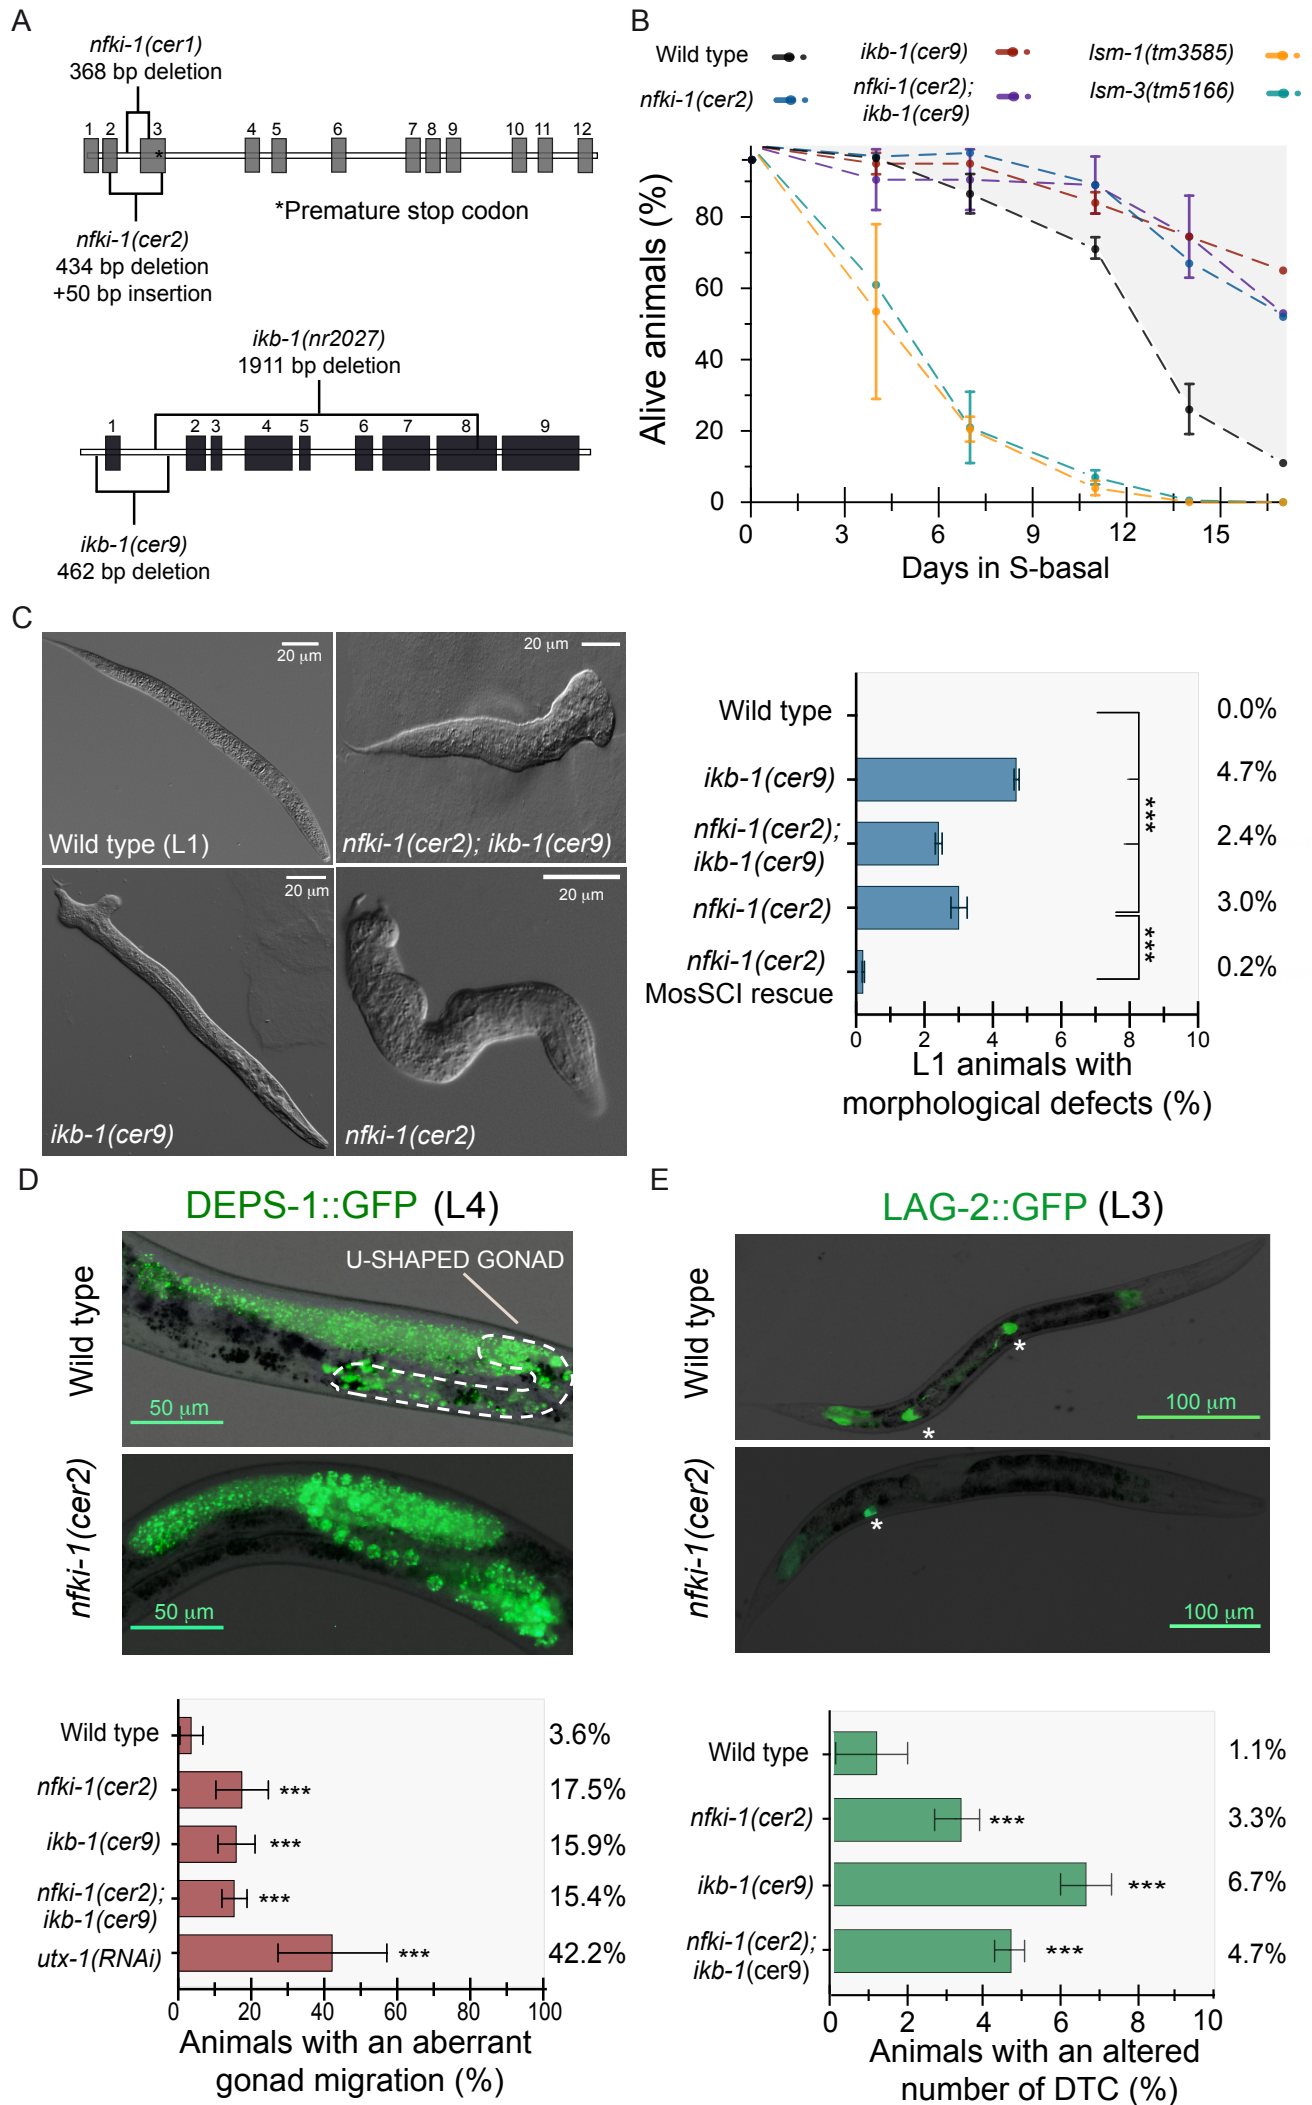 A
nfki-1(cer1)
368 bp deletion
1 2 3 4 5 6 7 8 9 10 11 12
*
*Premature stop codon
nfki-1(cer2)
434 bp deletion
+50 bp insertion
ikb-1(nr2027)
1911 bp deletion
1 2 3 4 5 6 7 8 9
ikb-1(cer9)
462 bp deletion
B
Wild type
ikb-1(cer9)
lsm-1(tm3585)
nfki-1(cer2)
nfki-1(cer2);
ikb-1(cer9)
lsm-3(tm5166)
Alive animals (%)
80
60
40
20
0
0 3 6 9 12 15
Days in S-basal
C
20 µm
Wild type (L1)
20 µm
nfki-1(cer2); ikb-1(cer9)
20 µm
ikb-1(cer9)
20 µm
nfki-1(cer2)
Wild type
0.0%
ikb-1(cer9)
4.7%
nfki-1(cer2);
ikb-1(cer9)
2.4%
nfki-1(cer2)
3.0%
nfki-1(cer2)
MosSCI rescue
0.2%
***
***
0 2 4 6 8 10
L1 animals with
morphological defects (%)
D
DEPS-1::GFP (L4)
Wild type
U-SHAPED GONAD
50 µm
nfki-1(cer2)
50 µm
Wild type
3.6%
nfki-1(cer2)
***
17.5%
ikb-1(cer9)
***
15.9%
nfki-1(cer2);
ikb-1(cer9)
***
15.4%
utx-1(RNAi)
***
42.2%
0 20 40 60 80 100
Animals with an aberrant
gonad migration (%)
E
LAG-2::GFP (L3)
Wild type
*
*
100 µm
nfki-1(cer2)
*
100 µm
Wild type
1.1%
nfki-1(cer2)
***
3.3%
ikb-1(cer9)
***
6.7%
nfki-1(cer2);
ikb-1(cer9)
***
4.7%
0 2 4 6 8 10
Animals with an altered
number of DTC (%)